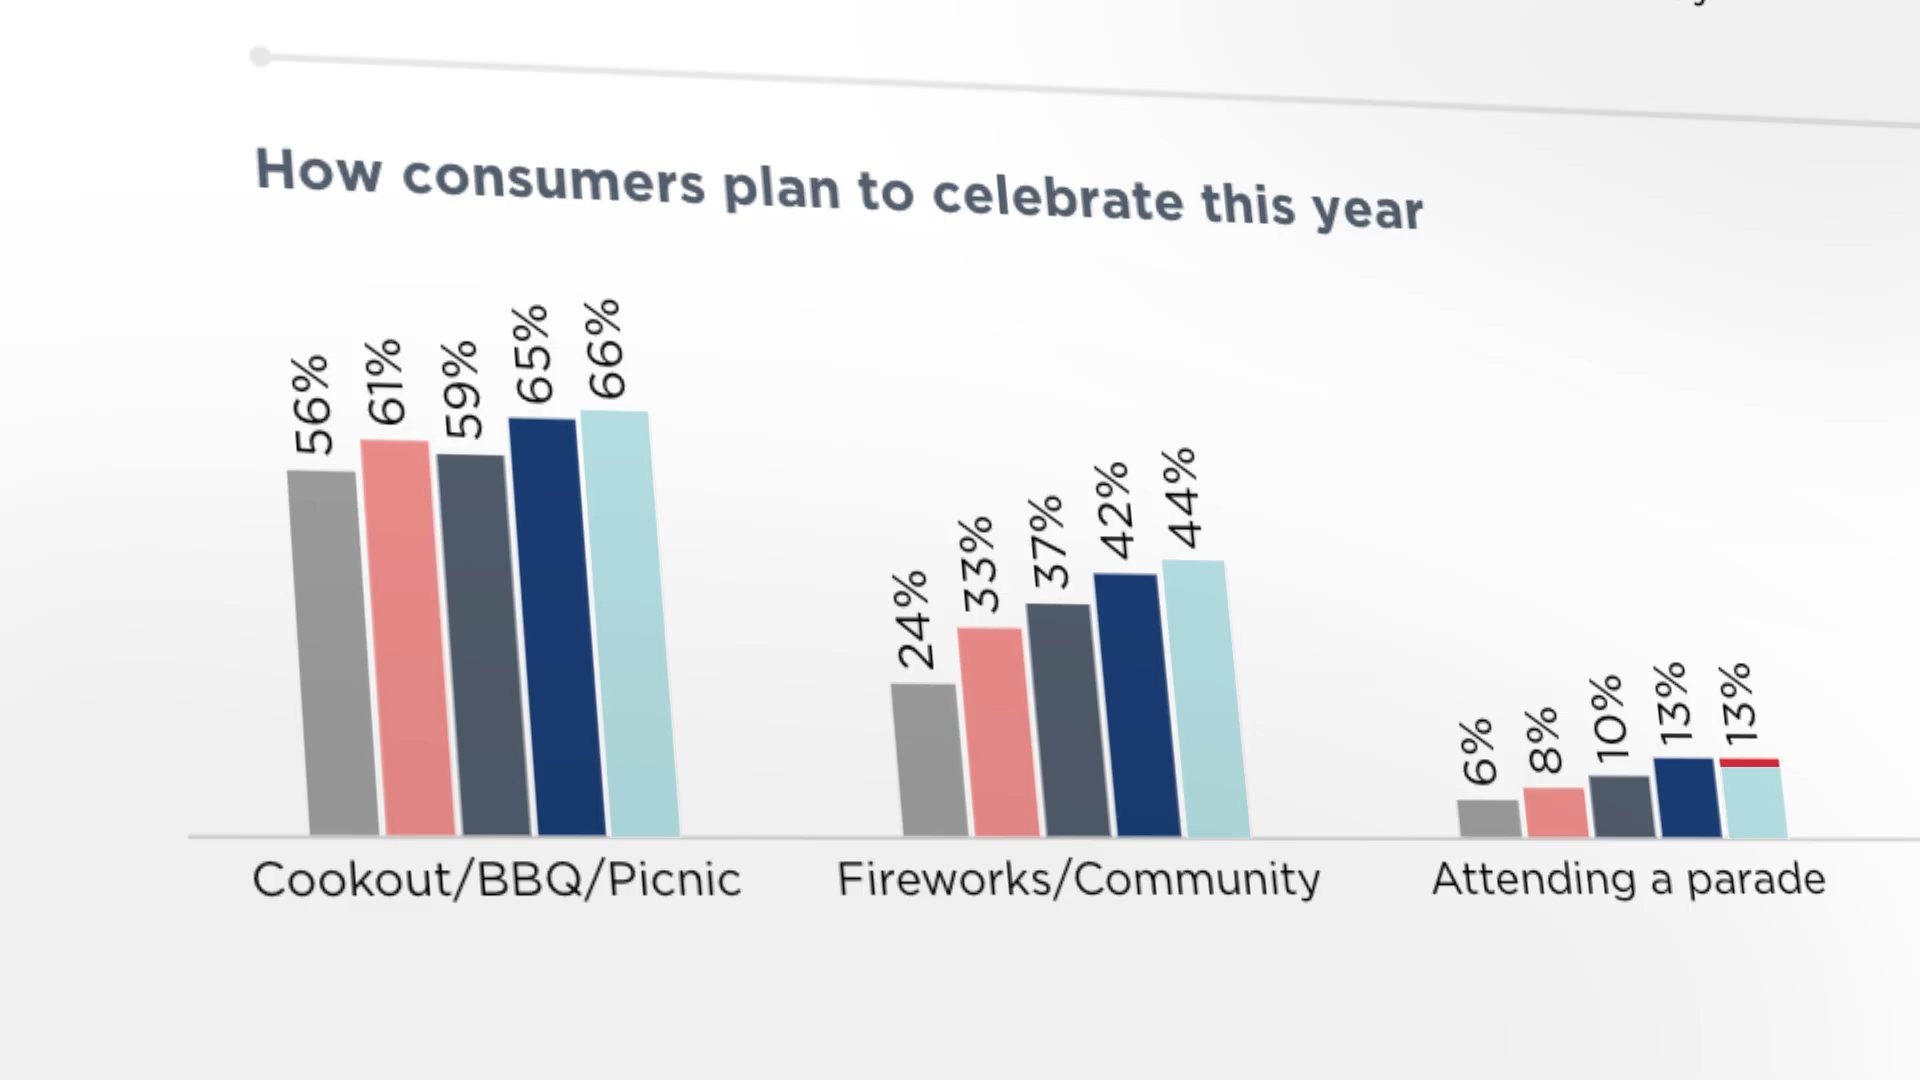 How consumers plan to celebrate this year
56% 61% 59% 65% 66%
24% 33% 37% 42% 44%
6% 8% 10% 13% 13%
Cookout/BBQ/Picnic Fireworks/Community Attending a parade